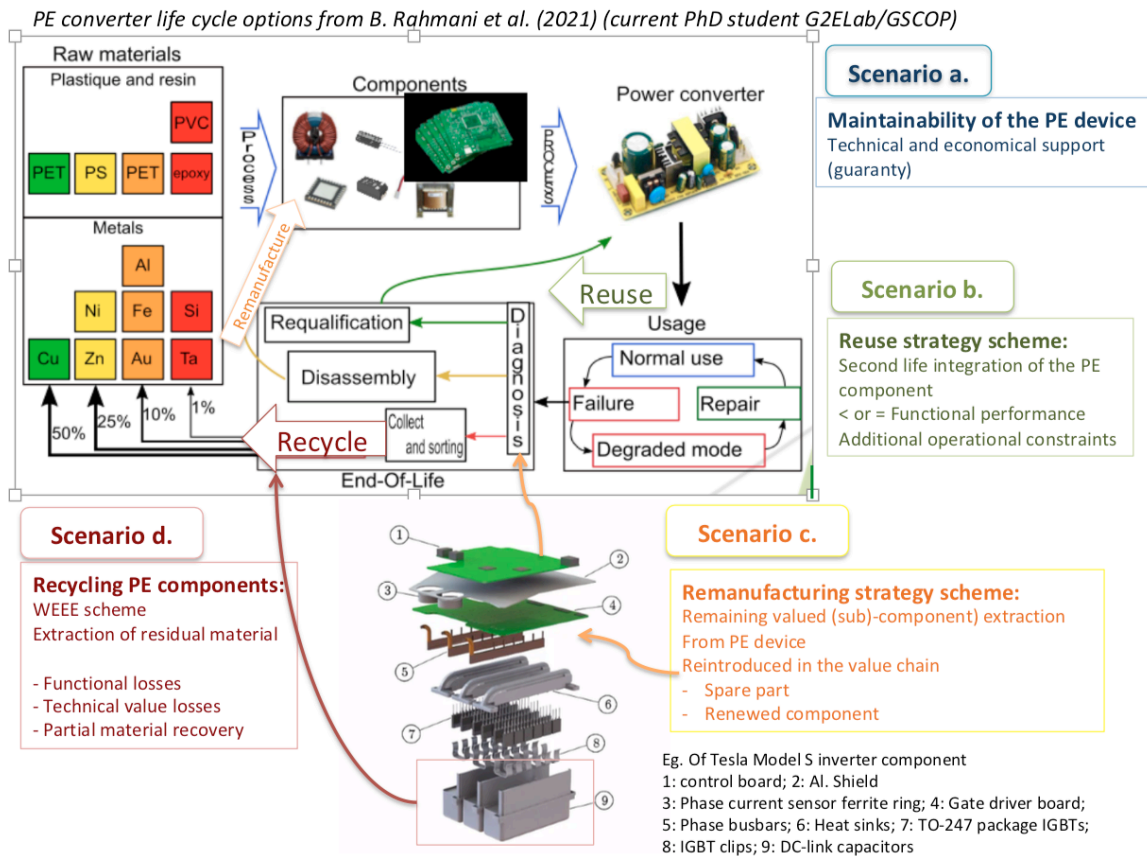 PE converter life cycle options from B. Rahmani et al. (2021) (current PhD student G2ELab/GSCOP)
Raw materials
Plastique and resin
PVC
PET
PS
PET
epoxy
Metals
Al
Ni
Fe
Si
Cu
Zn
Au
Ta
50%
25%
10%
1%
Process
Components
PROCESS
Power converter
Remanufacture
Reuse
Requalification
Disassembly
Collect
and sorting
Diagnosis
Recycle
End-Of-Life
Usage
Normal use
Failure
Repair
Degraded mode
Scenario a.
Maintainability of the PE device
Technical and economical support
(guaranty)
Scenario b.
Reuse strategy scheme:
Second life integration of the PE
component
< or = Functional performance
Additional operational constraints
Scenario d.
Recycling PE components:
WEEE scheme
Extraction of residual material
- Functional losses
- Technical value losses
- Partial material recovery
1
2
3
4
5
6
7
8
9
Scenario c.
Remanufacturing strategy scheme:
Remaining valued (sub)-component) extraction
From PE device
Reintroduced in the value chain
- Spare part
- Renewed component
Eg. Of Tesla Model S inverter component
1: control board; 2: Al. Shield
3: Phase current sensor ferrite ring; 4: Gate driver board;
5: Phase busbars; 6: Heat sinks; 7: TO-247 package IGBTs;
8: IGBT clips; 9: DC-link capacitors